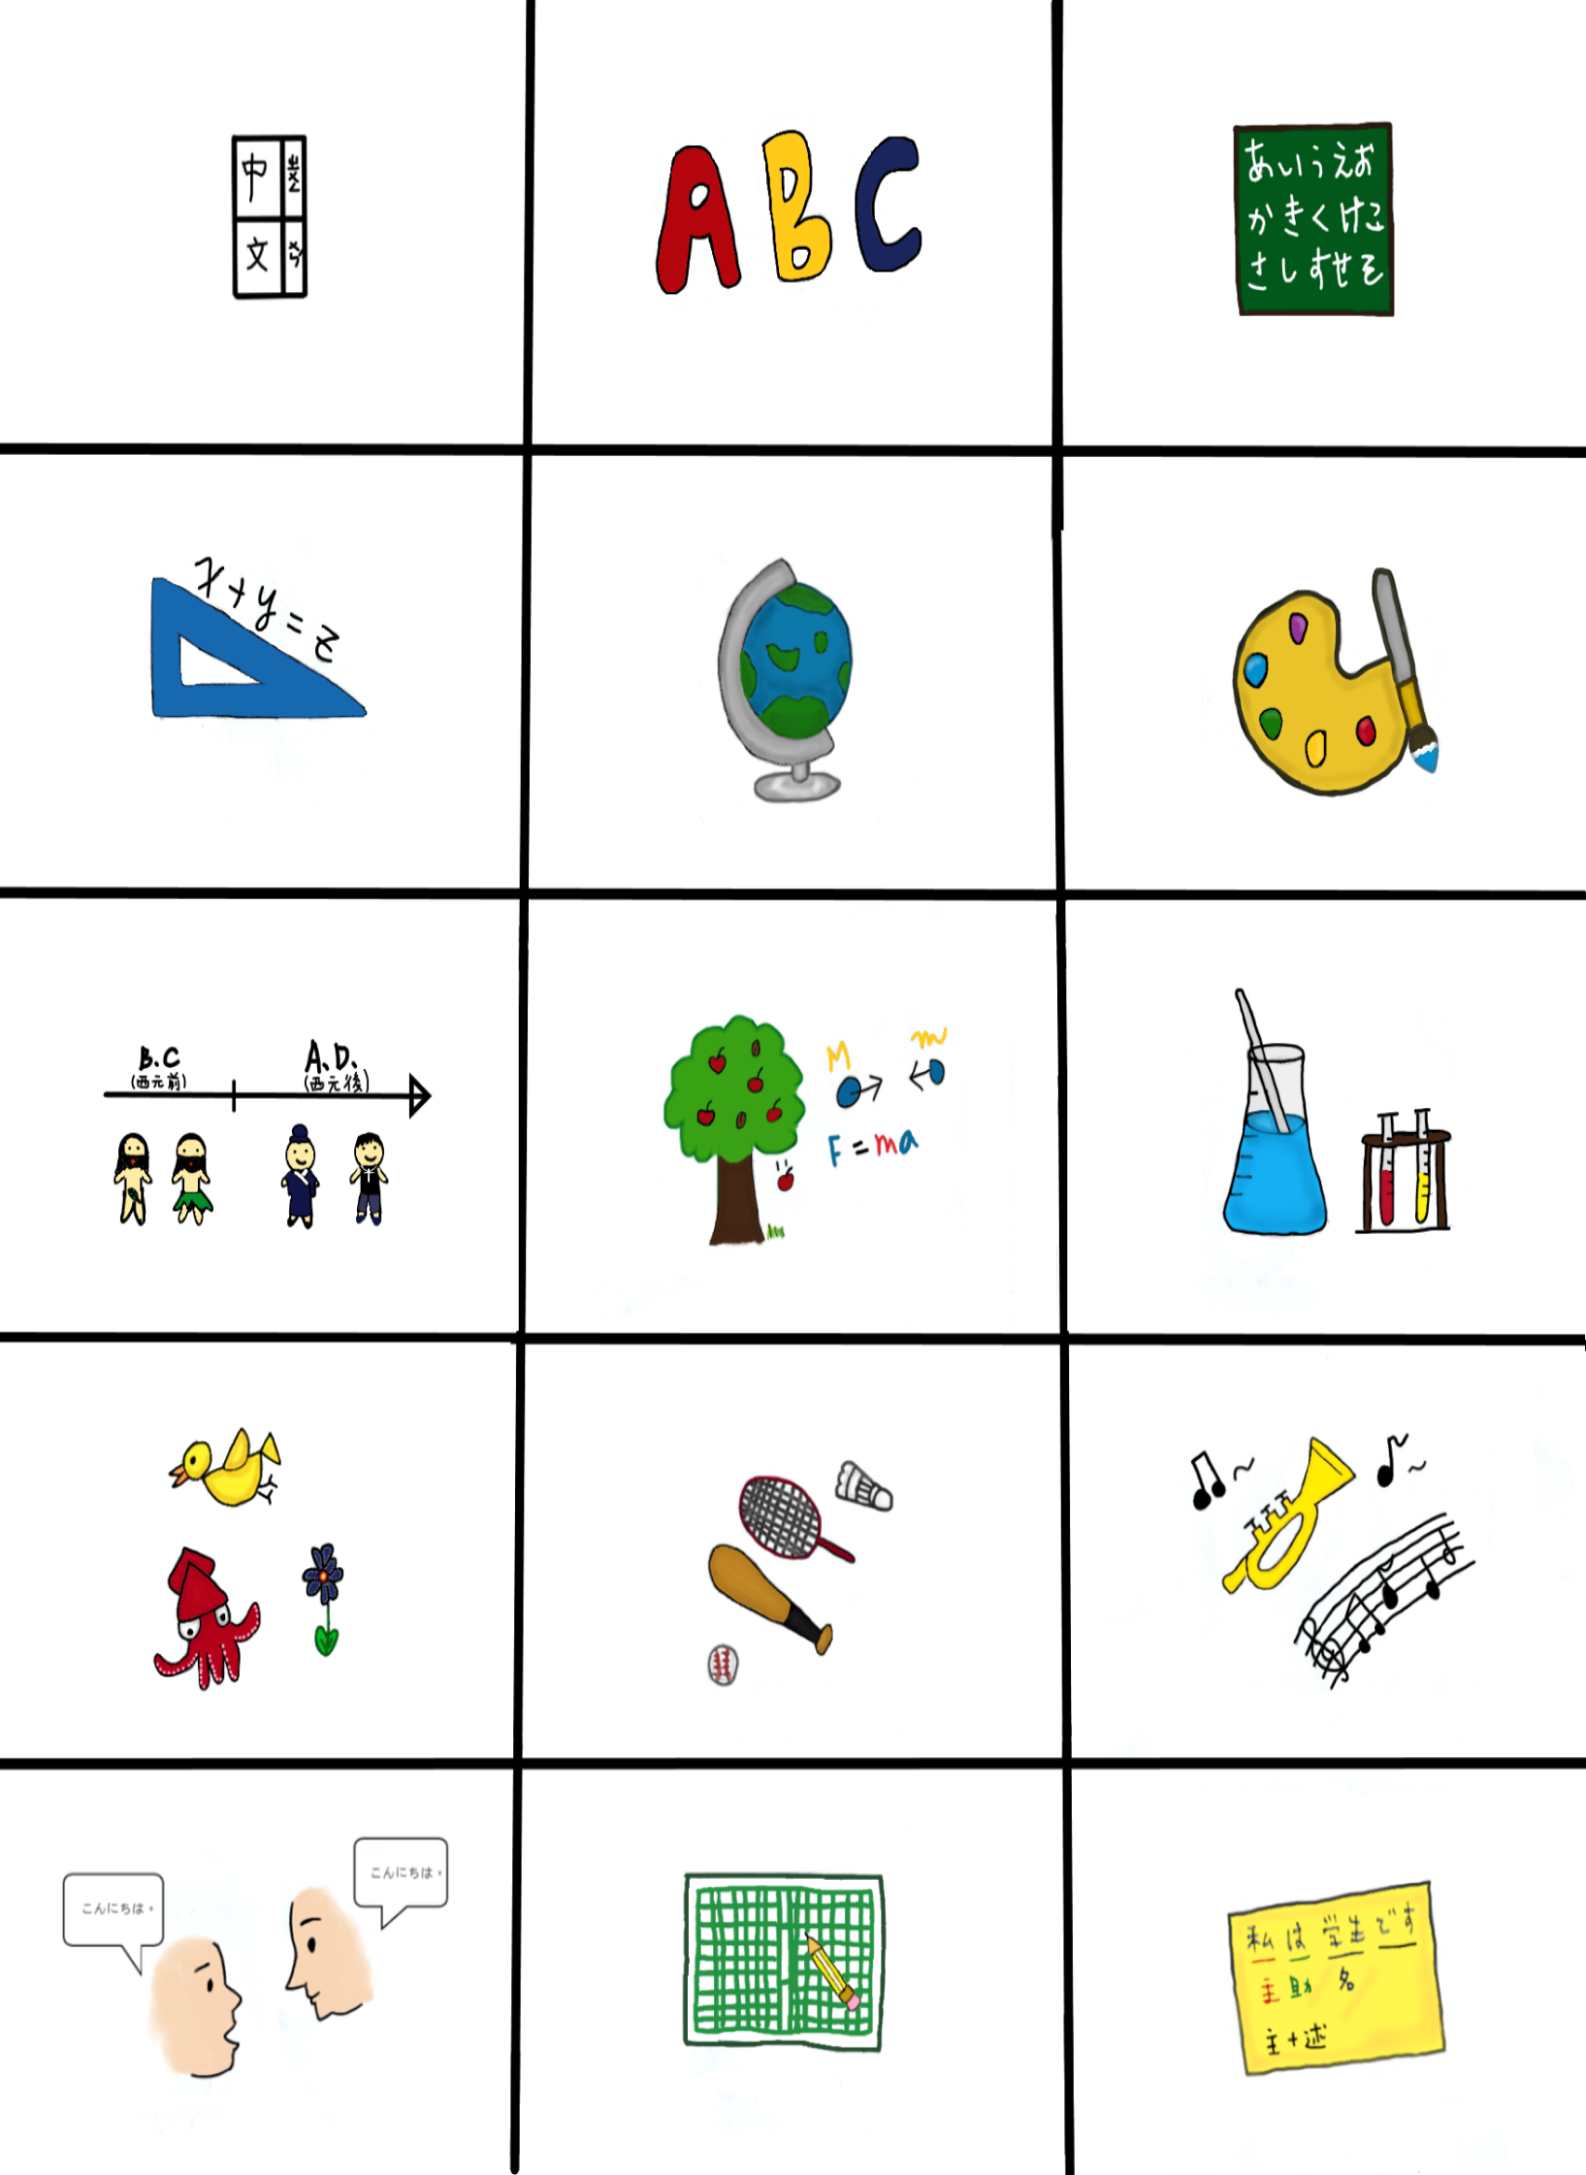 中 ㄓㄨㄥ
文 ㄨㄣˊ
ABC
あいうえお
かきくけこ
さしすせそ
x+y=z
B.C
(西元前)
A.D.
(西元後)
M
m
F=ma
こんにちは。
こんにちは。
私は学生です
主 助 名
主+述